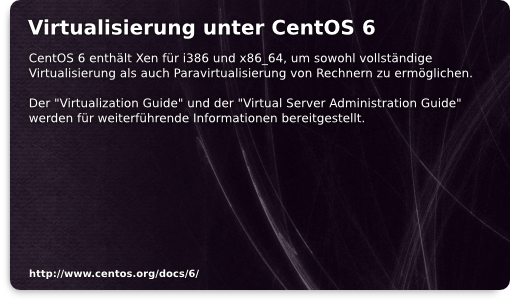 Virtualisierung unter CentOS 6
CentOS 6 enthält Xen für i386 und x86_64, um sowohl vollständige
Virtualisierung als auch Paravirtualisierung von Rechnern zu ermöglichen.
Der "Virtualization Guide" und der "Virtual Server Administration Guide"
werden für weiterführende Informationen bereitgestellt.
http://www.centos.org/docs/6/